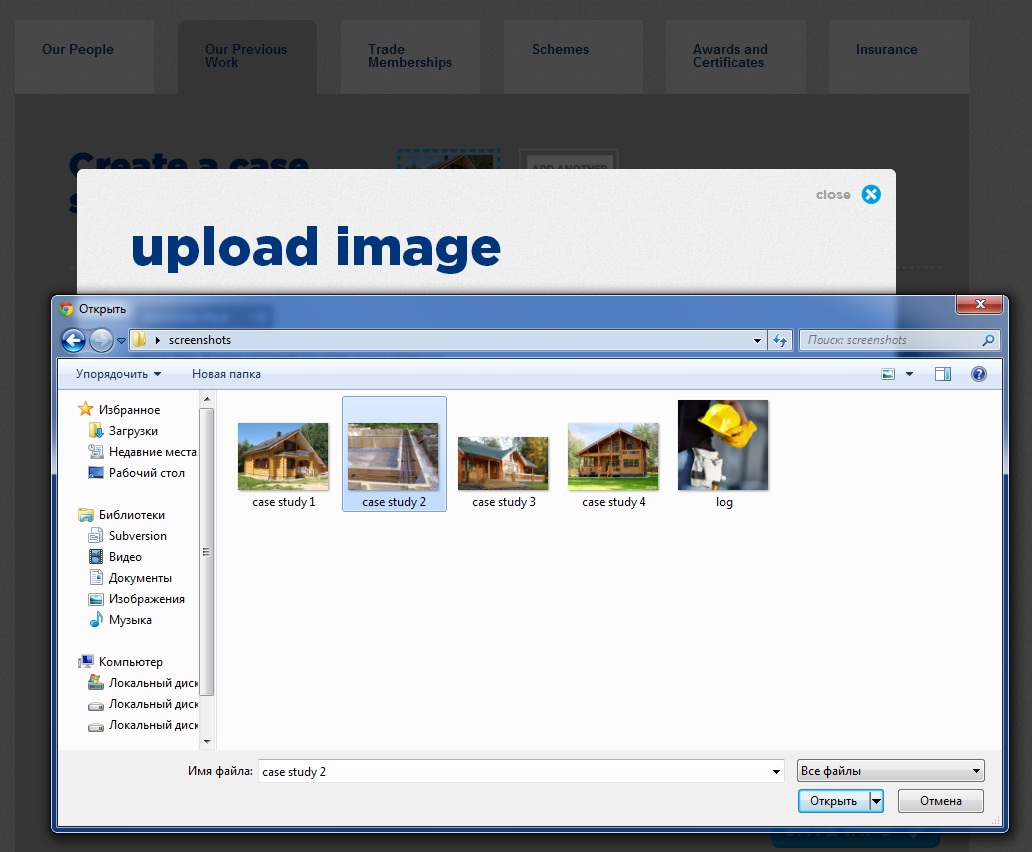 Our People
Our Previous
Work
Trade
Memberships
Schemes
Awards and
Certificates
Insurance
Create a case
ADD ANOTHER
close
upload image
Открыть
screenshots
Поиск: screenshots
Упорядочить
Новая папка
Избранное
Загрузки
Недавние места
Рабочий стол
Библиотеки
Subversion
Видео
Документы
Изображения
Музыка
Компьютер
Локальный диск
Локальный диск
Локальный диск
case study 1
case study 2
case study 3
case study 4
log
Имя файла:
case study 2
Все файлы
Открыть
Отмена